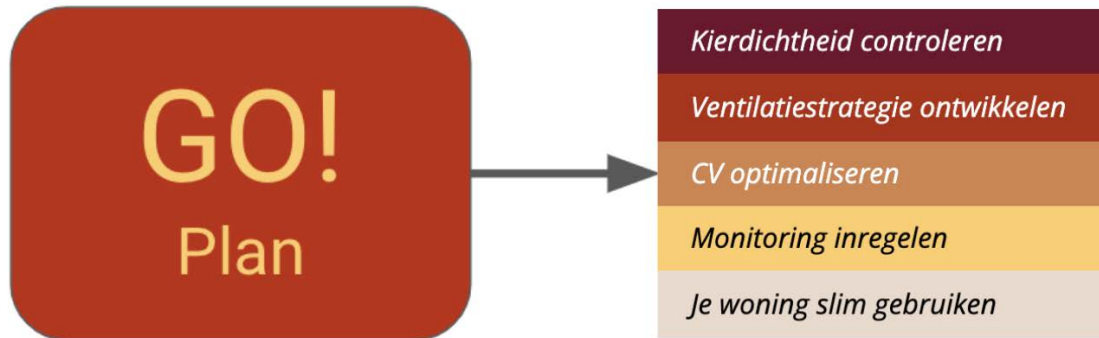 GO!
Plan
Kierdichtheid controleren
Ventilatiestrategie ontwikkelen
CV optimaliseren
Monitoring inregelen
Je woning slim gebruiken